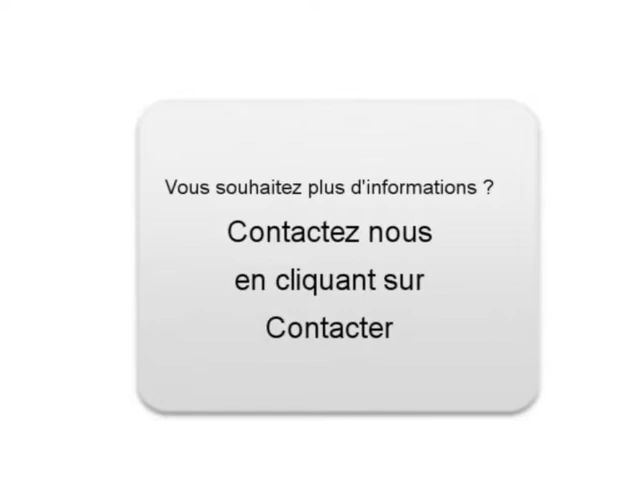 Vous souhaitez plus d'informations ?
Contactez nous
en cliquant sur
Contacter